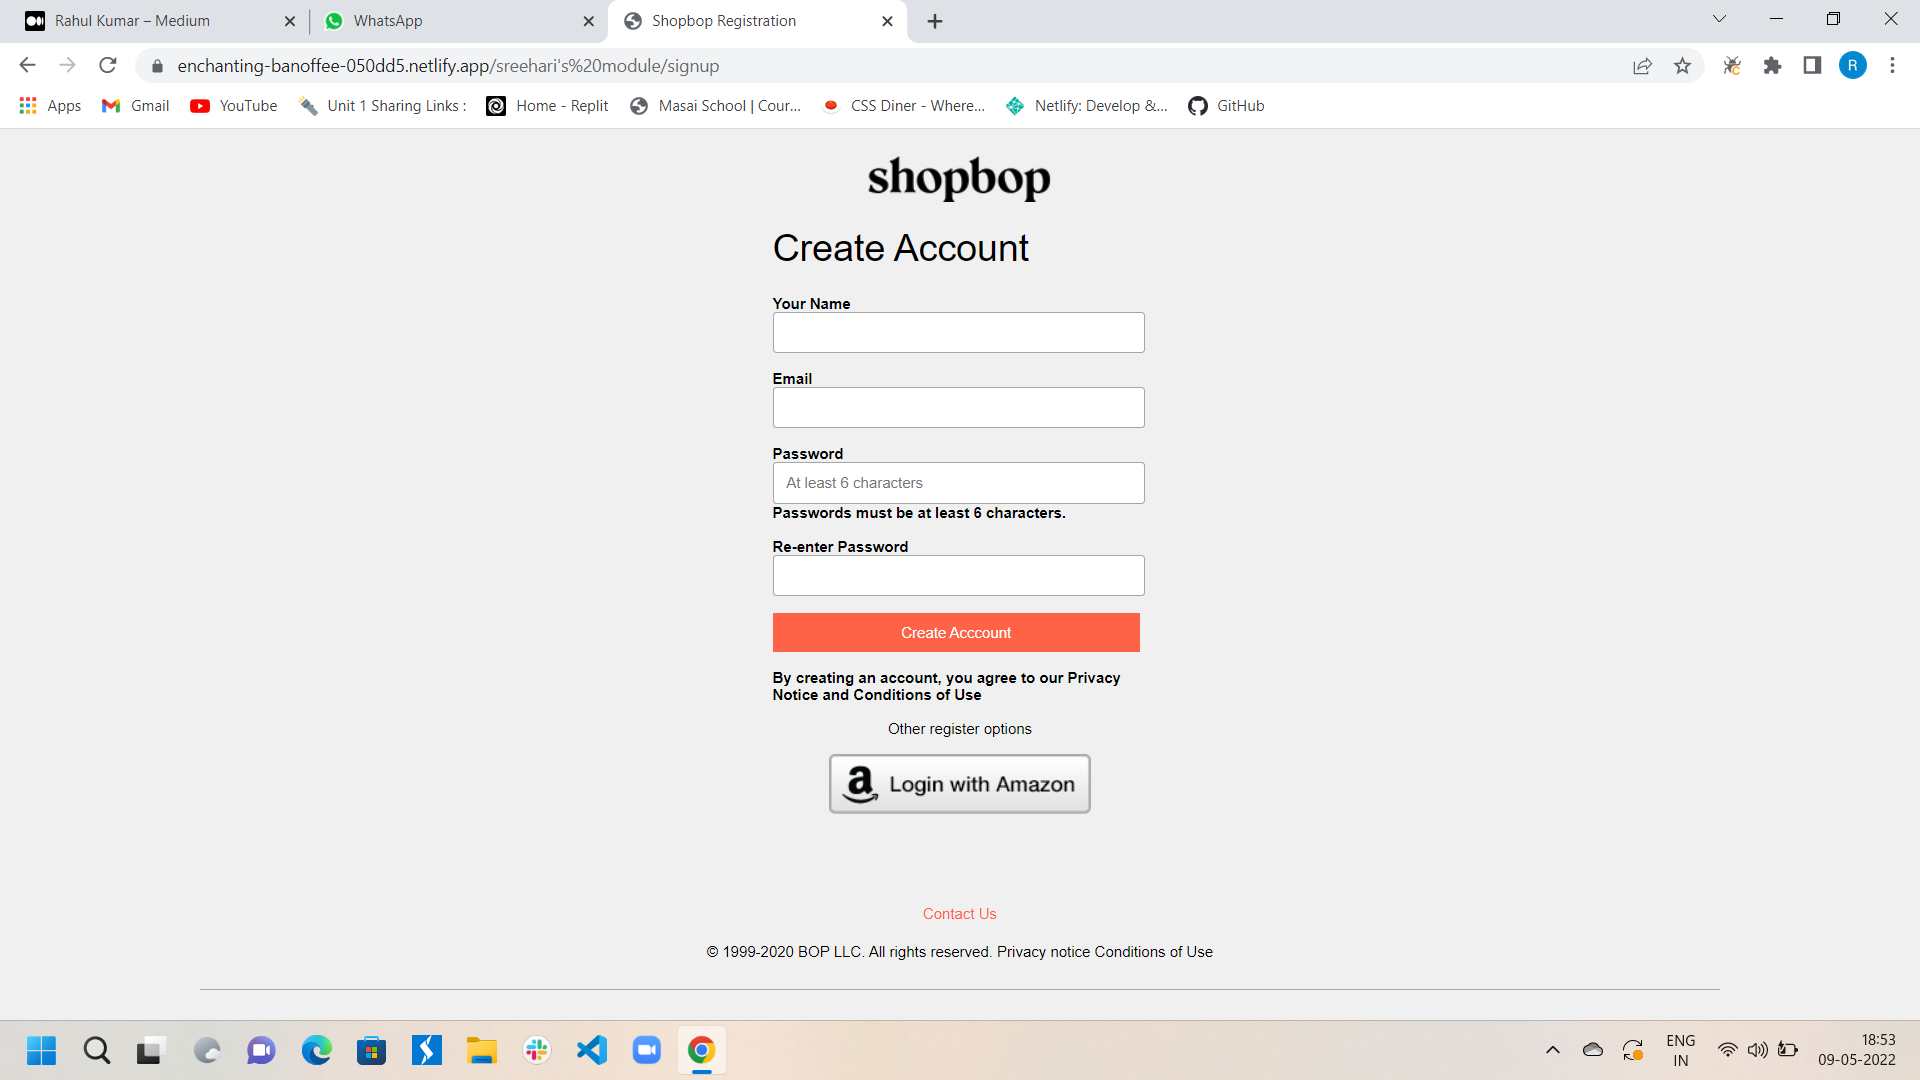 Rahul Kumar – Medium
WhatsApp
Shopbop Registration
enchanting-banoffee-050dd5.netlify.app/sreehari's%20module/signup
R
Apps
Gmail
YouTube
Unit 1 Sharing Links :
Home - Replit
Masai School | Cour...
CSS Diner - Where...
Netlify: Develop &...
GitHub
shopbop
Create Account
Your Name
Email
Password
At least 6 characters
Passwords must be at least 6 characters.
Re-enter Password
Create Acccount
By creating an account, you agree to our Privacy
Notice and Conditions of Use
Other register options
Login with Amazon
Contact Us
© 1999-2020 BOP LLC. All rights reserved. Privacy notice Conditions of Use
ENG
IN
18:53
09-05-2022